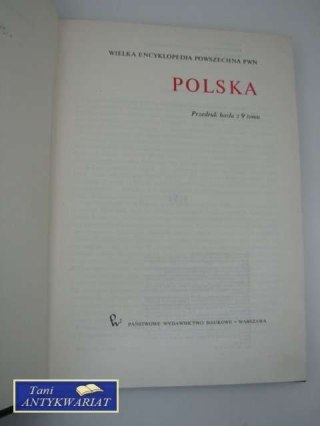 WIELKA ENCYKLOPEDIA POWSZECHNA PWN
POLSKA
Przedruk hasła z 9 tomu
PAŃSTWOWE WYDAWNICTWO NAUKOWE • WARSZAWA
Tani
ANTYKWARIAT